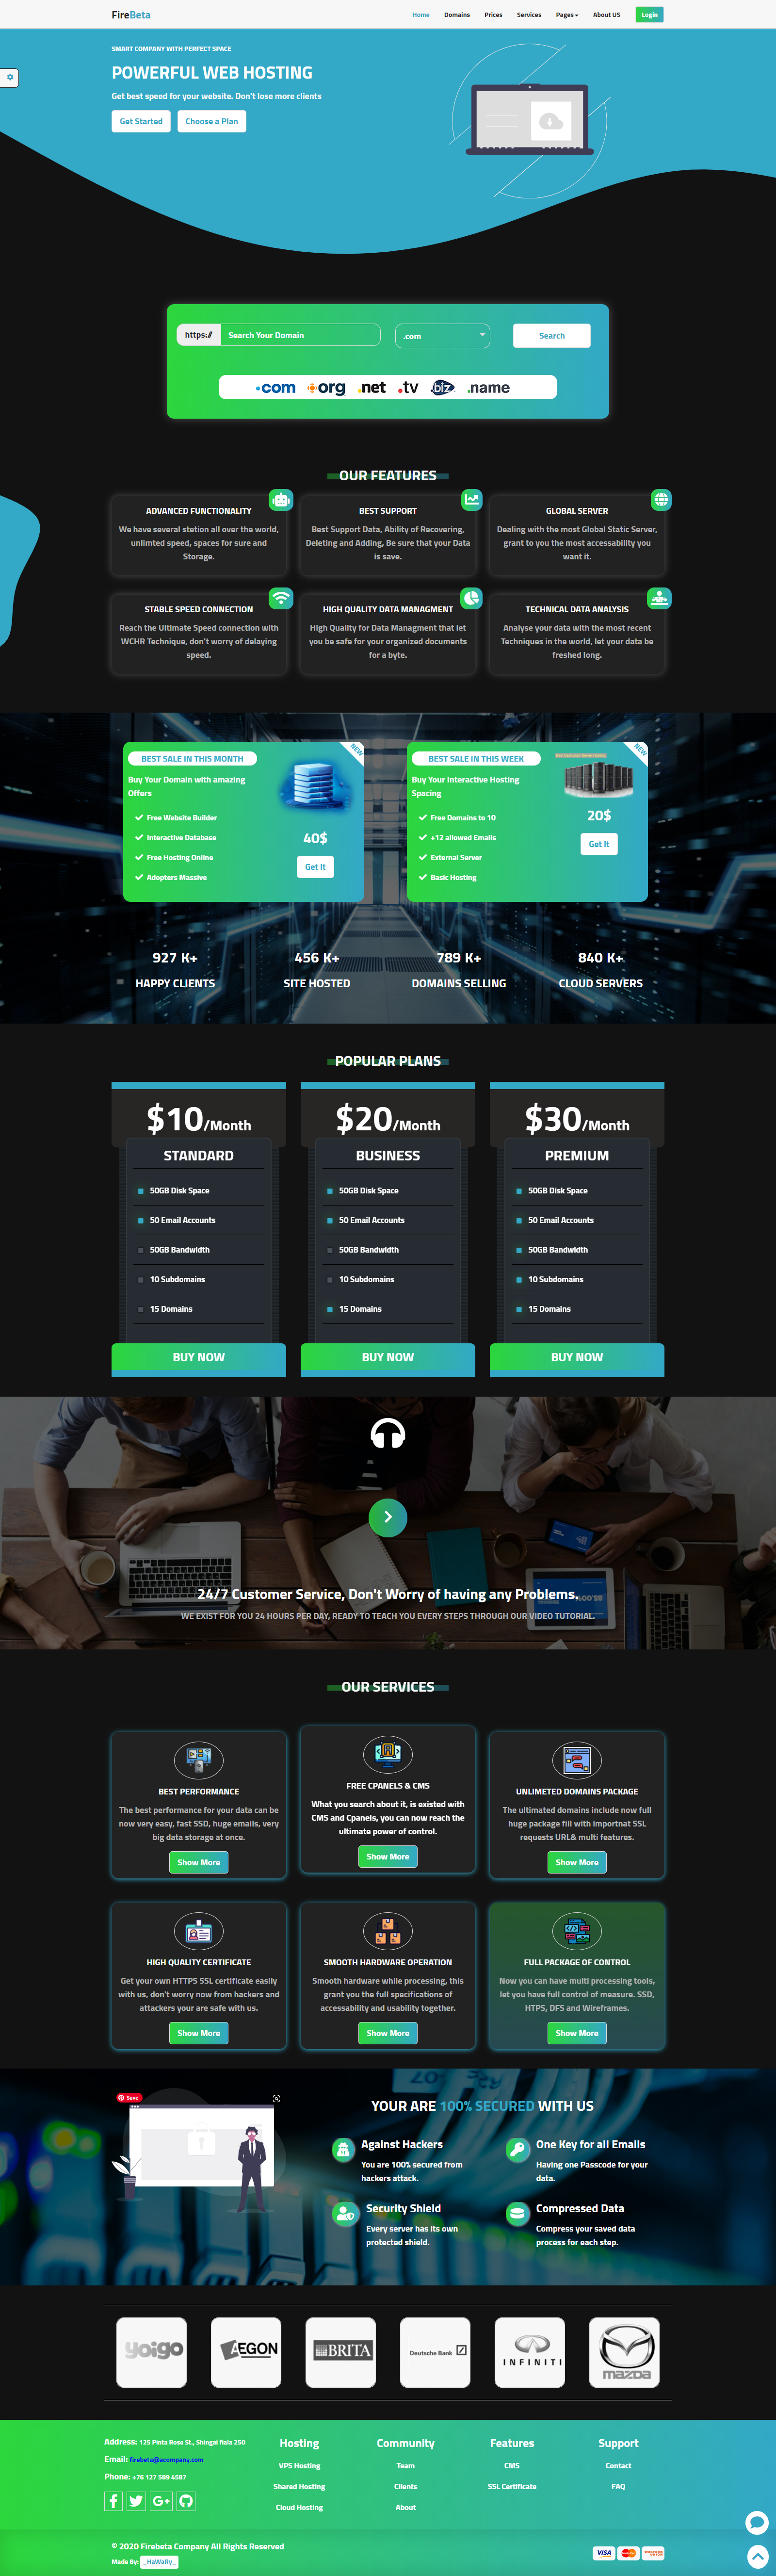 FireBeta
Home Domains Prices Services Pages About US Login
SMART COMPANY WITH PERFECT SPACE
POWERFUL WEB HOSTING
Get best speed for your website. Don't lose more clients
Get Started Choose a Plan
https:// Search Your Domain .com Search
.com .org .net .tv .biz .name
OUR FEATURES
ADVANCED FUNCTIONALITY
We have several stetion all over the world,
unlimted speed, spaces for sure and
Storage.
BEST SUPPORT
Best Support Data, Ability of Recovering,
Deleting and Adding, Be sure that your Data
is save.
GLOBAL SERVER
Dealing with the most Global Static Server,
grant to you the most accessability you
want it.
STABLE SPEED CONNECTION
Reach the Ultimate Speed connection with
WCHR Technique, don't worry of delaying
speed.
HIGH QUALITY DATA MANAGMENT
High Quality for Data Managment that let
you be safe for your organized documents
for a byte.
TECHNICAL DATA ANALYSIS
Analyse your data with the most recent
Techniques in the world, let your data be
freshed long.
BEST SALE IN THIS MONTH
NEW
Buy Your Domain with amazing
Offers
Free Website Builder
Interactive Database
Free Hosting Online
Adopters Massive
40$
Get It
BEST SALE IN THIS WEEK
NEW
Buy Your Interactive Hosting
Spacing
Free Domains to 10
+12 allowed Emails
External Server
Basic Hosting
20$
Get It
927 K+
HAPPY CLIENTS
456 K+
SITE HOSTED
789 K+
DOMAINS SELLING
840 K+
CLOUD SERVERS
POPULAR PLANS
$10/Month
STANDARD
50GB Disk Space
50 Email Accounts
50GB Bandwidth
10 Subdomains
15 Domains
BUY NOW
$20/Month
BUSINESS
50GB Disk Space
50 Email Accounts
50GB Bandwidth
10 Subdomains
15 Domains
BUY NOW
$30/Month
PREMIUM
50GB Disk Space
50 Email Accounts
50GB Bandwidth
10 Subdomains
15 Domains
BUY NOW
24/7 Customer Service, Don't Worry of having any Problems.
WE EXIST FOR YOU 24 HOURS PER DAY, READY TO TEACH YOU EVERY STEPS THROUGH OUR VIDEO TUTORIAL.
OUR SERVICES
BEST PERFORMANCE
The best performance for your data can be
now very easy, fast SSD, huge emails, very
big data storage at once.
Show More
FREE CPANELS & CMS
What you search about it, is existed with
CMS and Cpanels, you can now reach the
ultimate power of control.
Show More
UNLIMETED DOMAINS PACKAGE
The ultimated domains include now full
huge package fill with importnat SSL
requests URL& multi features.
Show More
HIGH QUALITY CERTIFICATE
Get your own HTTPS SSL certificate easily
with us, don't worry now from hackers and
attackers your are safe with us.
Show More
SMOOTH HARDWARE OPERATION
Smooth hardware while processing, this
grant you the full specifications of
accessability and usability together.
Show More
FULL PACKAGE OF CONTROL
Now you can have multi processing tools,
let you have full control of measure. SSD,
HTPS, DFS and Wireframes.
Show More
Save
YOUR ARE 100% SECURED WITH US
Against Hackers
You are 100% secured from
hackers attack.
One Key for all Emails
Having one Passcode for your
data.
Security Shield
Every server has its own
protected shield.
Compressed Data
Compress your saved data
process for each step.
yoigo
AEGON
BRITA
Deutsche Bank
INFINITI
mazDa
Address: 125 Pinta Rose St., Shingal fiala 250
Email: firebeta@acompany.com
Phone: +76 127 589 4587
Hosting
VPS Hosting
Shared Hosting
Cloud Hosting
Community
Team
Clients
About
Features
CMS
SSL Certificate
Support
Contact
FAQ
© 2020 Firebeta Company All Rights Reserved
Made By: _HaWaRy_
VISA MasterCard WESTERN UNION